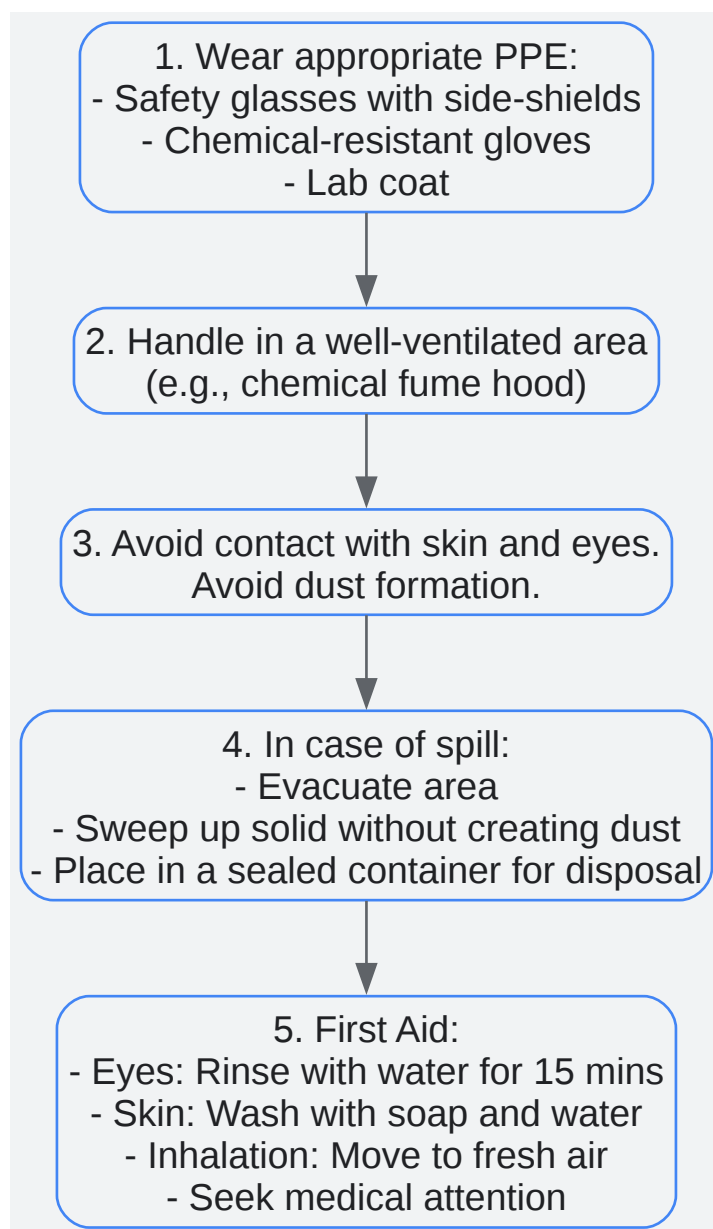 1. Wear appropriate PPE:
- Safety glasses with side-shields
- Chemical-resistant gloves
- Lab coat
2. Handle in a well-ventilated area
(e.g., chemical fume hood)
3. Avoid contact with skin and eyes.
Avoid dust formation.
4. In case of spill:
- Evacuate area
- Sweep up solid without creating dust
- Place in a sealed container for disposal
5. First Aid:
- Eyes: Rinse with water for 15 mins
- Skin: Wash with soap and water
- Inhalation: Move to fresh air
- Seek medical attention